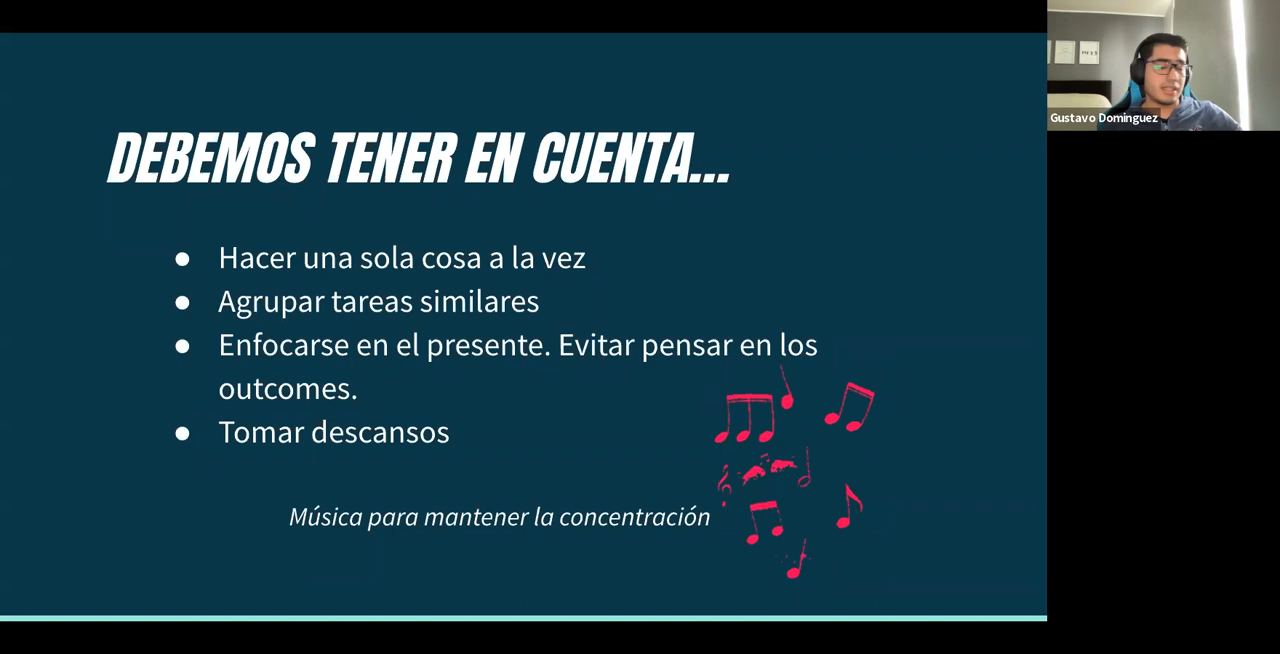 DEBEMOS TENER EN CUENTA...
● Hacer una sola cosa a la vez
● Agrupar tareas similares
● Enfocarse en el presente. Evitar pensar en los
outcomes.
● Tomar descansos
Música para mantener la concentración
Gustavo Dominguez